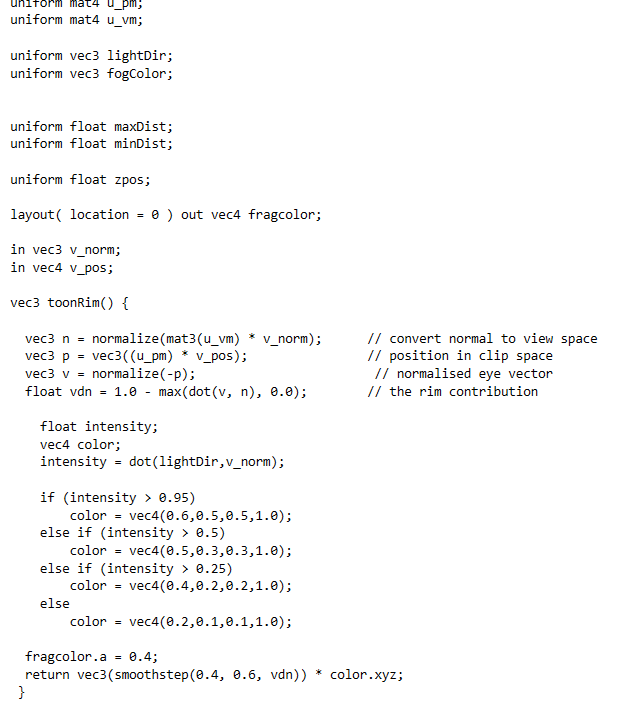 uniform mat4 u_pm;
uniform mat4 u_vm;
uniform vec3 lightDir;
uniform vec3 fogColor;
uniform float maxDist;
uniform float minDist;
uniform float zpos;
layout( location = 0 ) out vec4 fragcolor;
in vec3 v_norm;
in vec4 v_pos;
vec3 toonRim() {
vec3 n = normalize(mat3(u_vm) * v_norm);      // convert normal to view space
vec3 p = vec3((u_pm) * v_pos);                // position in clip space
vec3 v = normalize(-p);                        // normalised eye vector
float vdn = 1.0 - max(dot(v, n), 0.0);        // the rim contribution
float intensity;
vec4 color;
intensity = dot(lightDir,v_norm);
if (intensity > 0.95)
color = vec4(0.6,0.5,0.5,1.0);
else if (intensity > 0.5)
color = vec4(0.5,0.3,0.3,1.0);
else if (intensity > 0.25)
color = vec4(0.4,0.2,0.2,1.0);
else
color = vec4(0.2,0.1,0.1,1.0);
fragcolor.a = 0.4;
return vec3(smoothstep(0.4, 0.6, vdn)) * color.xyz;
}